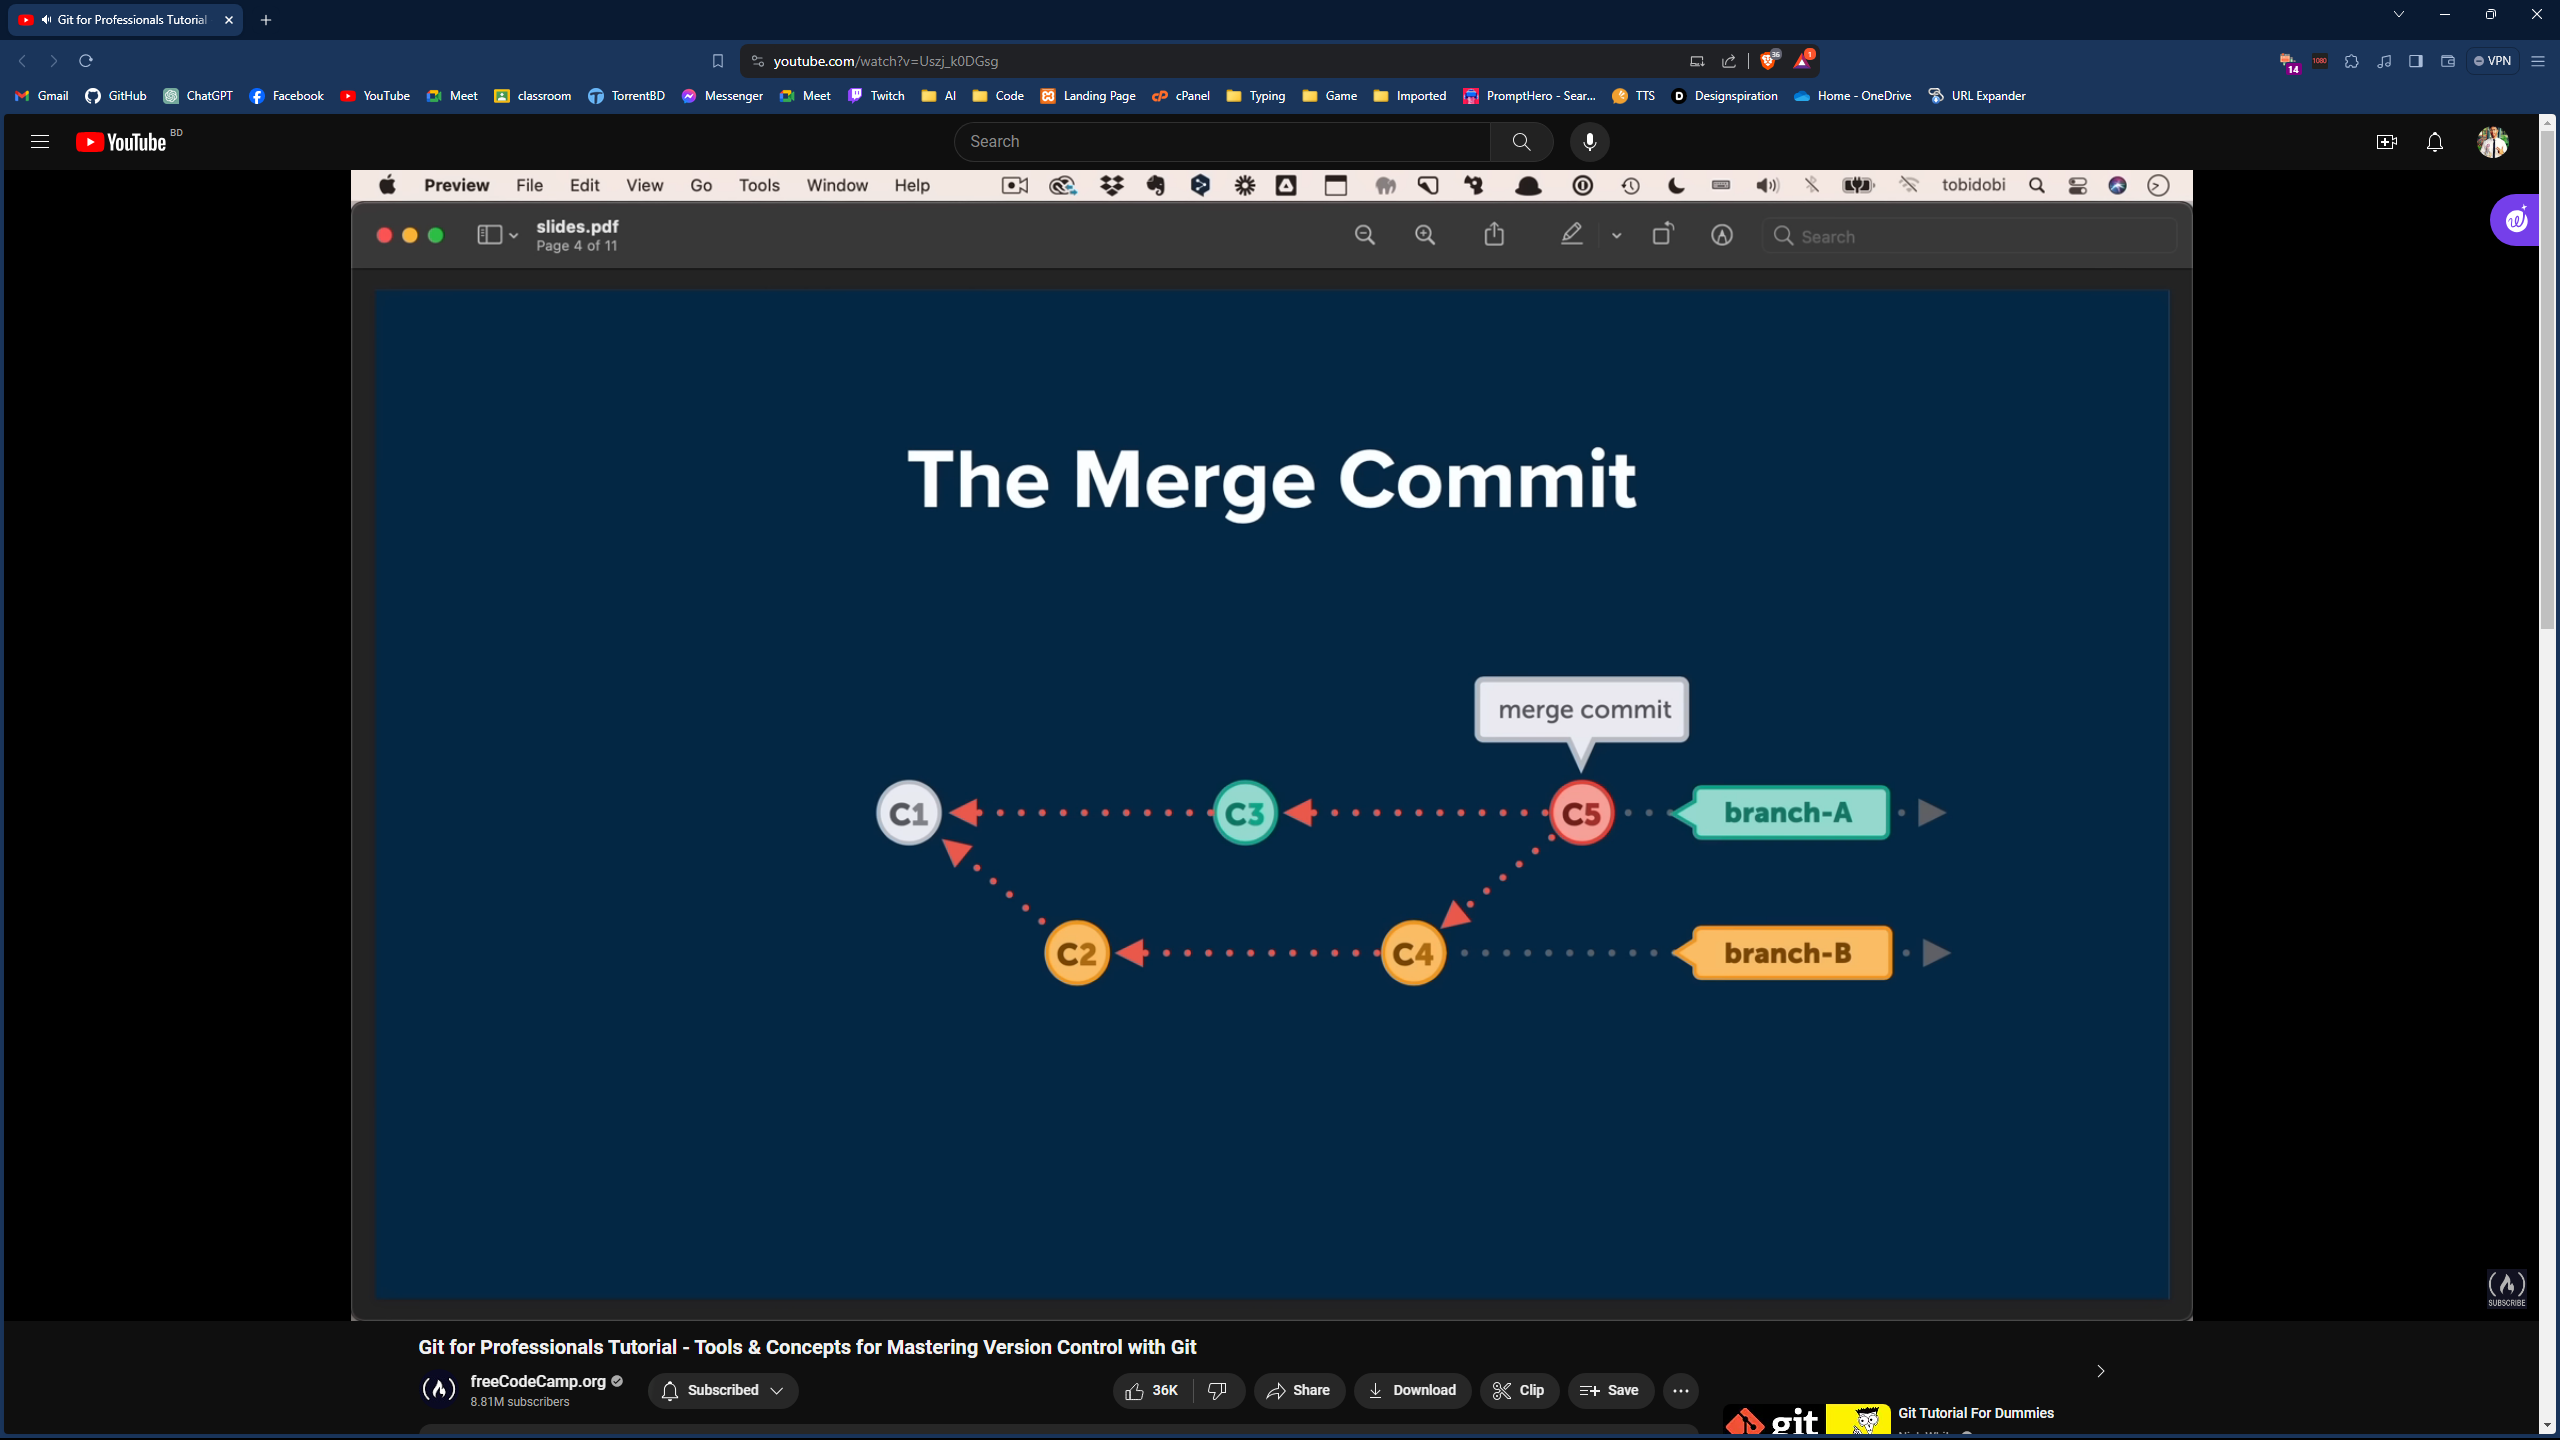 Git for Professionals Tutorial
youtube.com/watch?v=Uszj_k0DGsg
36
1
14
1080
VPN
Gmail GitHub ChatGPT Facebook YouTube Meet classroom TorrentBD Messenger Meet Twitch AI Code Landing Page cPanel Typing Game Imported PromptHero - Sear... TTS Designspiration Home - OneDrive URL Expander
YouTube BD
Search
Preview File Edit View Go Tools Window Help tobidobi
slides.pdf
Page 4 of 11
Search
The Merge Commit
merge commit
C1 C3 C5 branch-A
C2 C4 branch-B
SUBSCRIBE
Git for Professionals Tutorial - Tools & Concepts for Mastering Version Control with Git
freeCodeCamp.org
8.81M subscribers
Subscribed
36K
Share
Download
Clip
Save
git
Git Tutorial For Dummies